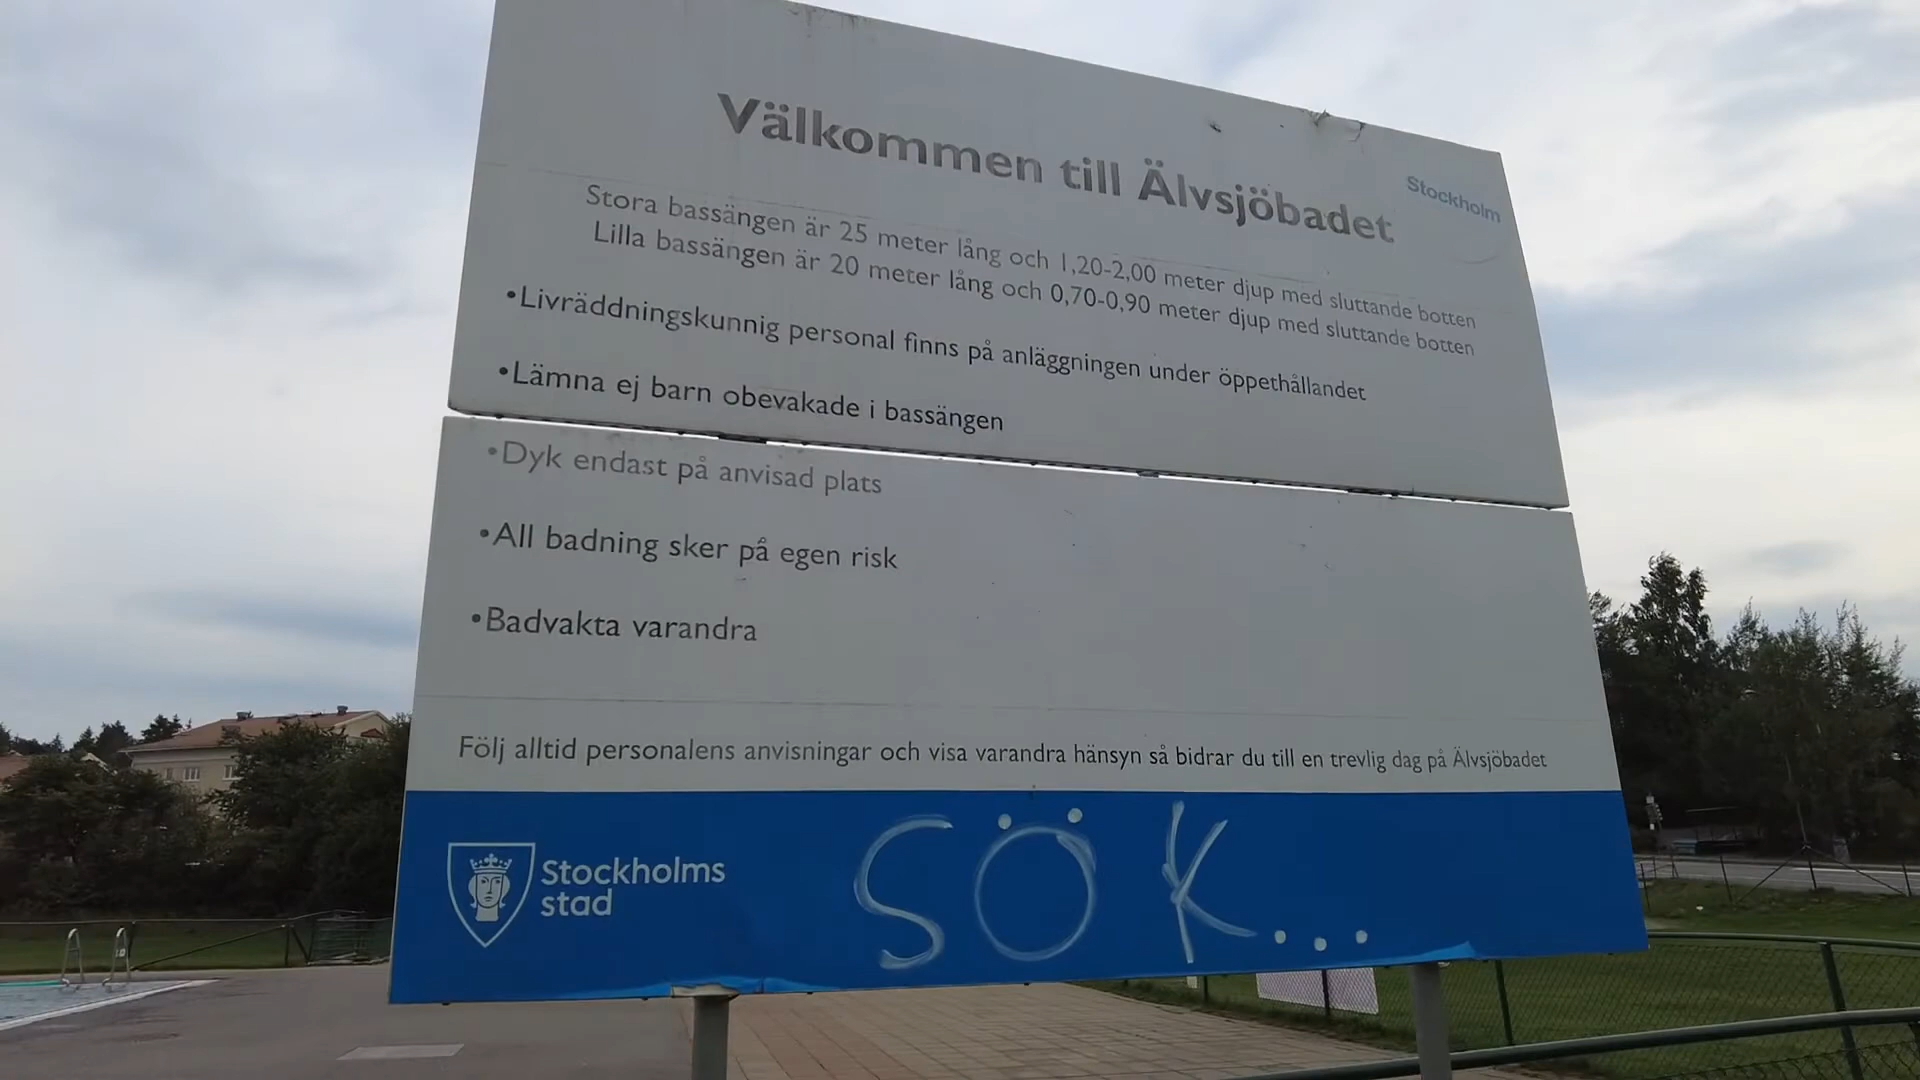 Välkommen till Älvsjöbadet
Stockholm
Stora bassängen är 25 meter lång och 1,20-2,00 meter djup med sluttande botten
Lilla bassängen är 20 meter lång och 0,70-0,90 meter djup med sluttande botten
•Livräddningskunnig personal finns på anläggningen under öppethållandet
•Lämna ej barn obevakade i bassängen
•Dyk endast på anvisad plats
•All badning sker på egen risk
•Badvakta varandra
Följ alltid personalens anvisningar och visa varandra hänsyn så bidrar du till en trevlig dag på Älvsjöbadet
Stockholms
stad
SÖK...